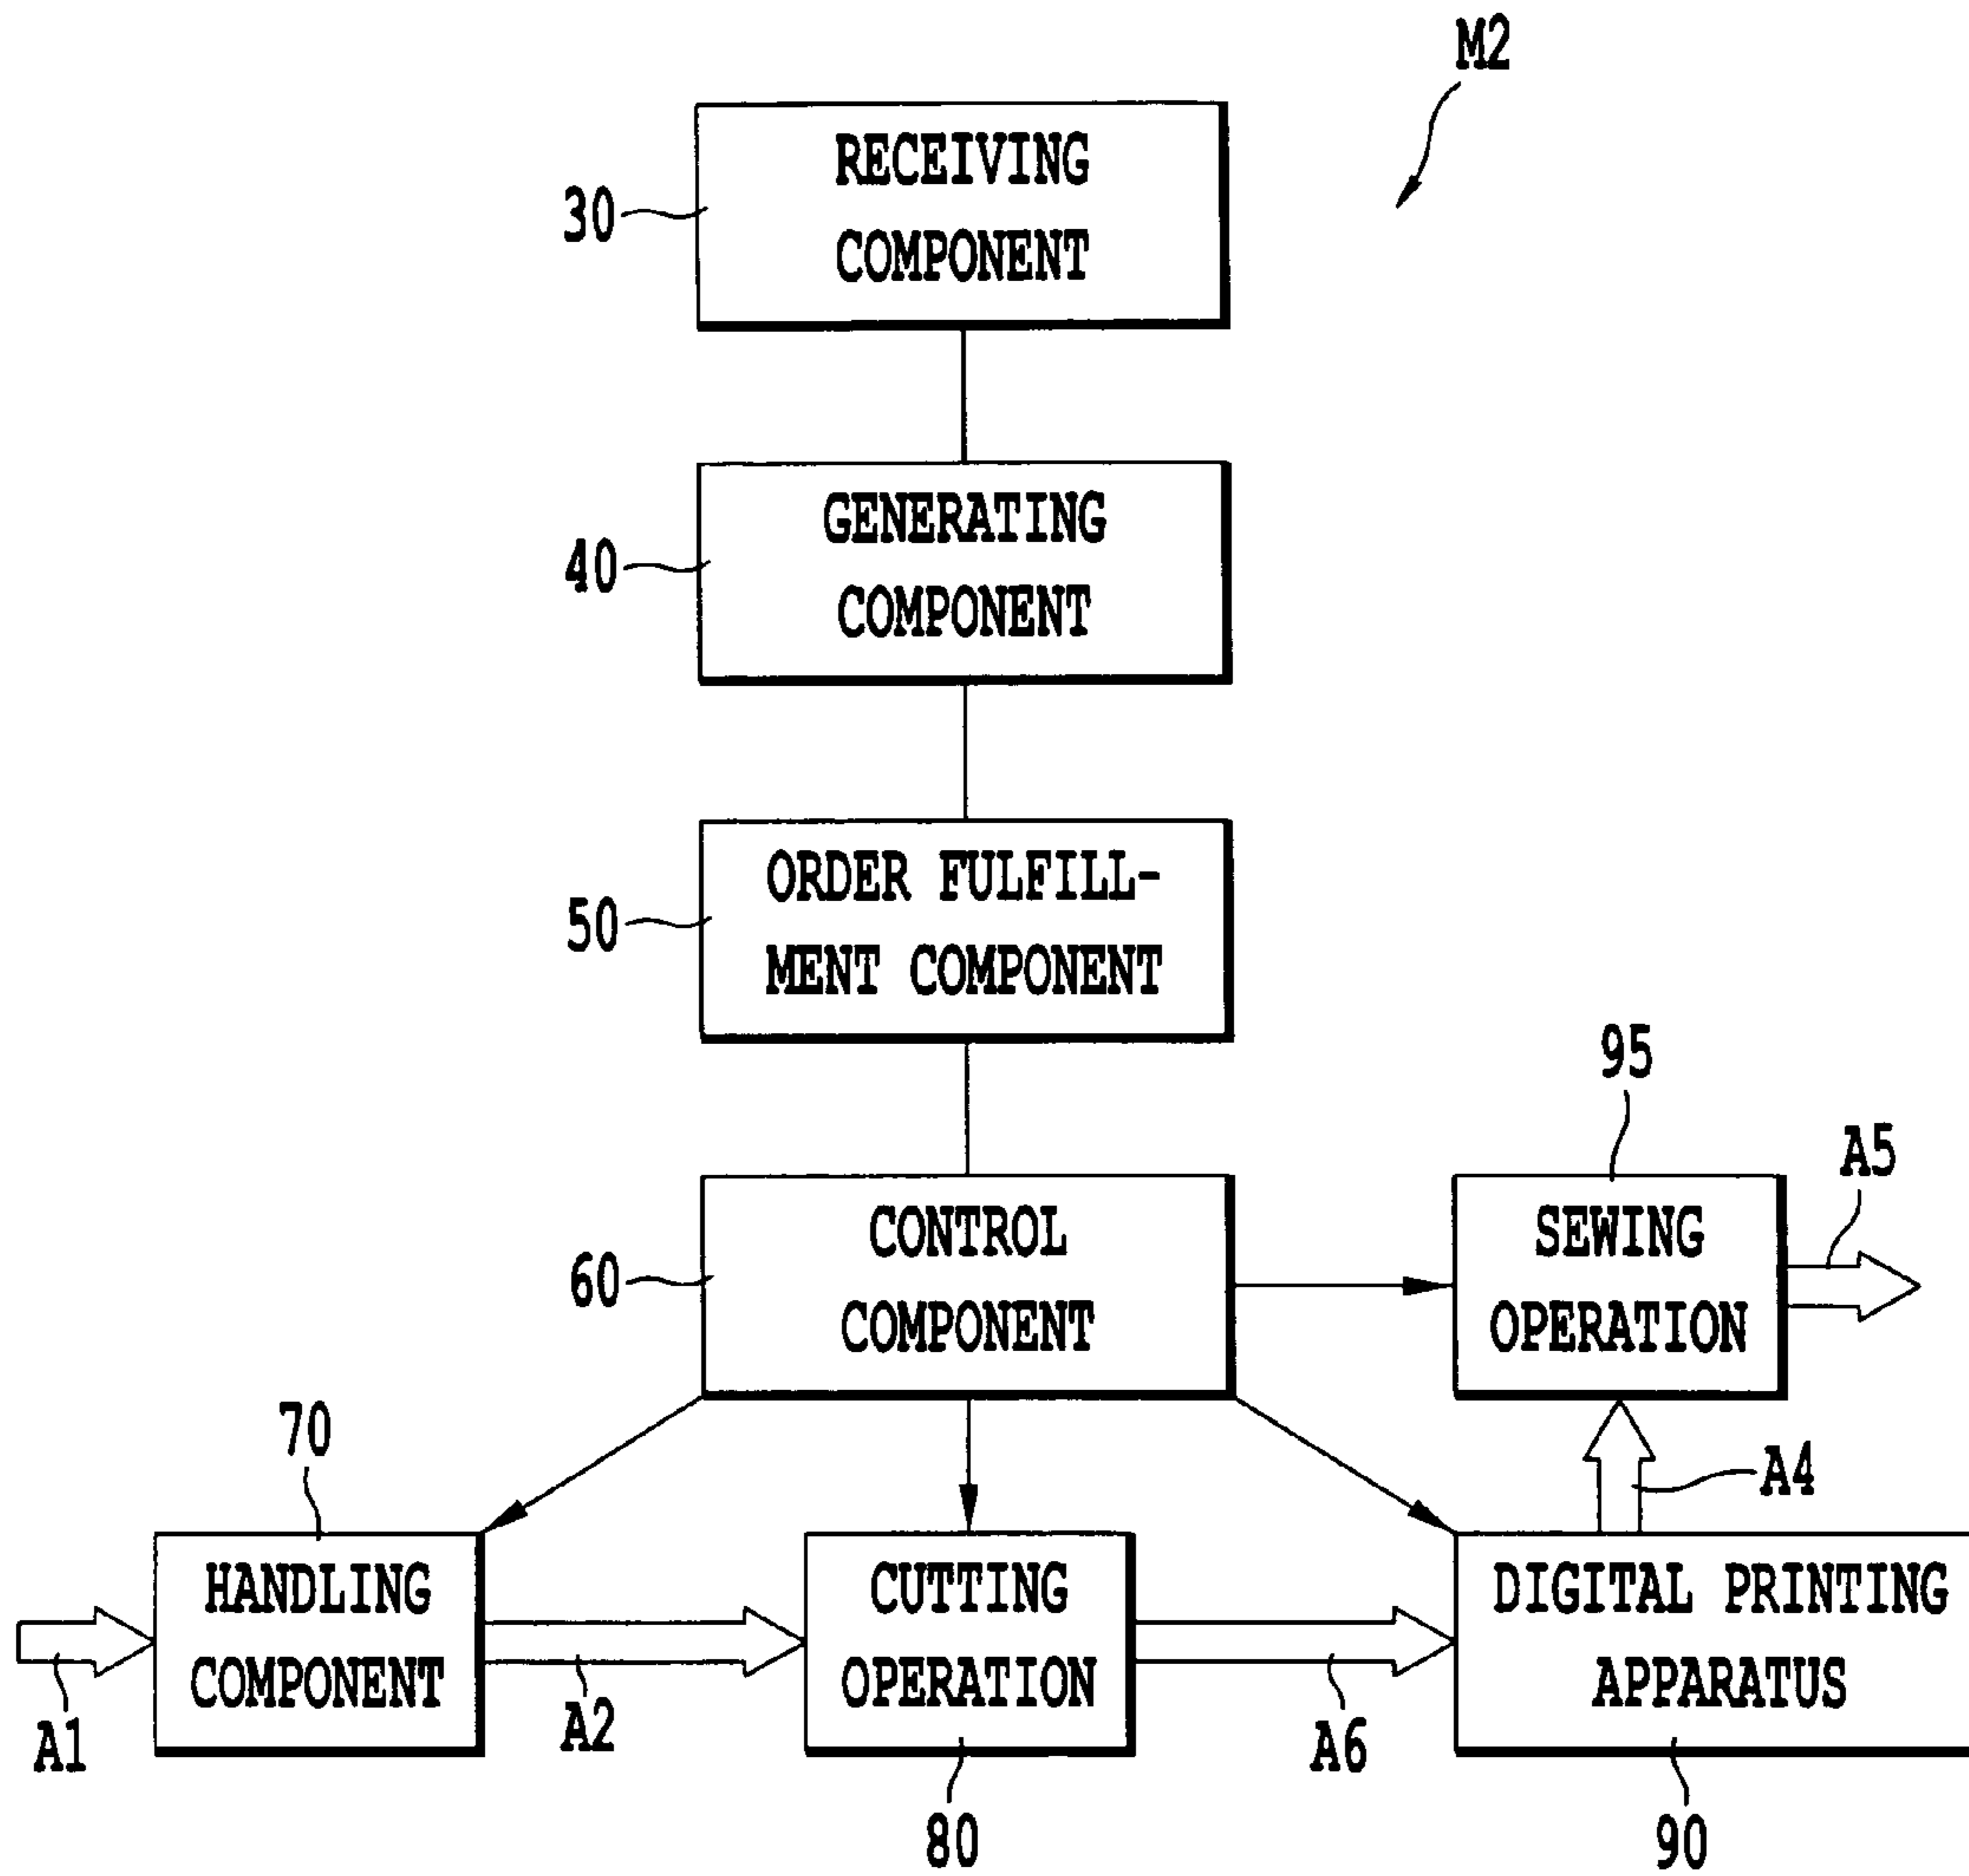 M2
RECEIVING
COMPONENT
30
GENERATING
COMPONENT
40
ORDER FULFILL-
MENT COMPONENT
50
95
A5
CONTROL
COMPONENT
60
SEWING
OPERATION
70
A4
HANDLING
COMPONENT
CUTTING
OPERATION
DIGITAL PRINTING
APPARATUS
A1
A2
A6
80
90